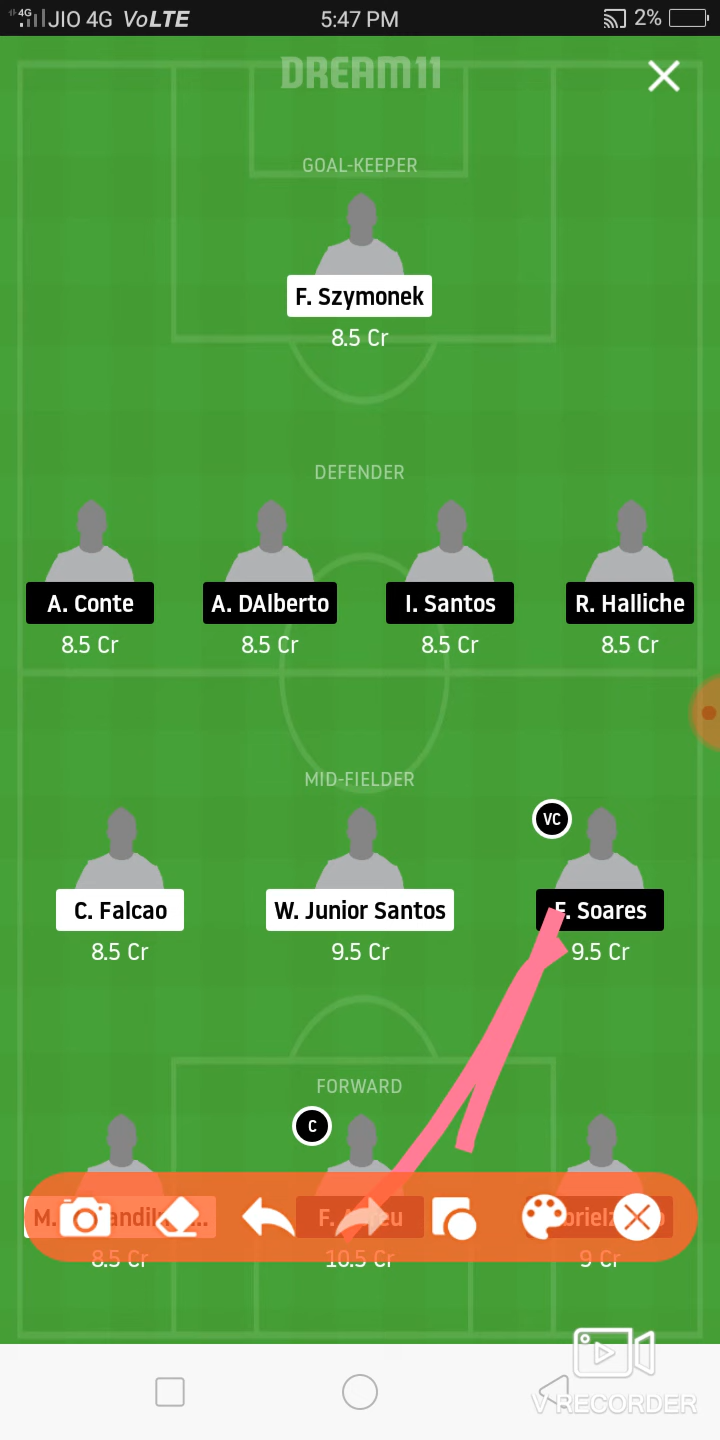 4G JIO 4G VoLTE 5:47 PM 2%
DREAM11
GOAL-KEEPER
F. Szymonek
8.5 Cr
DEFENDER
A. Conte A. DAlberto I. Santos R. Halliche
8.5 Cr 8.5 Cr 8.5 Cr 8.5 Cr
MID-FIELDER
VC
C. Falcao W. Junior Santos F. Soares
8.5 Cr 9.5 Cr 9.5 Cr
FORWARD
C
M. F.
8.5 Cr 10.5 Cr 9 Cr
V RECORDER